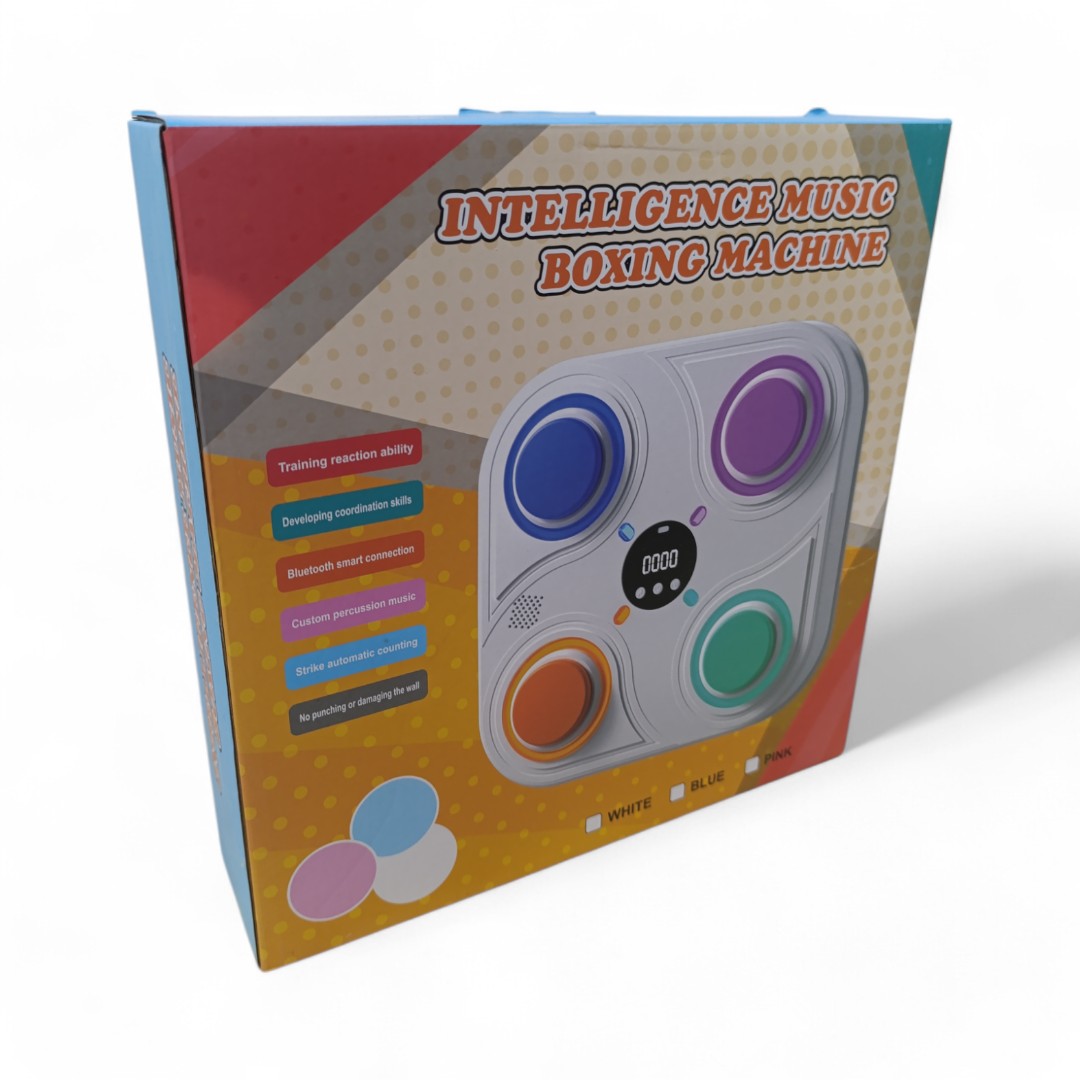 INTELLIGENCE MUSIC
BOXING MACHINE
Training reaction ability
Developing coordination skills
Bluetooth smart connection
Custom percussion music
Strike automatic counting
No punching or damaging the wall
0000
WHITE
BLUE
PINK